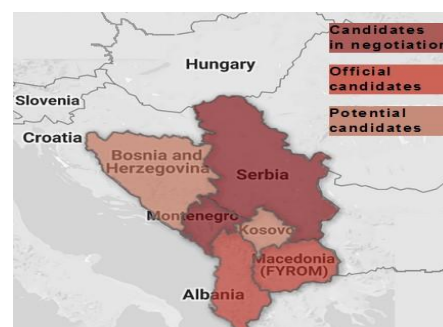 Candidates
in negotiation
Hungary
Official
candidates
Slovenia
Potential
candidates
Croatia
Bosnia and
Herzegovina
Serbia
Montenegro
Kosovo
Macedonia
(FYROM)
Albania